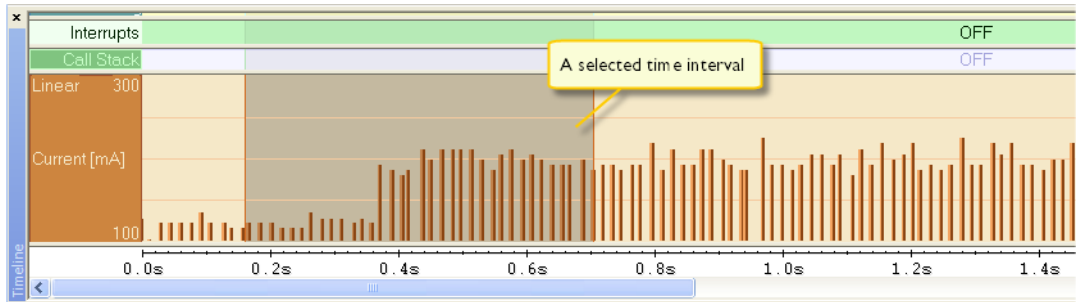 Interrupts
OFF
Call Stack
OFF
A selected time interval
Linear 300
Current [mA]
100
Timeline
0.0s 0.2s 0.4s 0.6s 0.8s 1.0s 1.2s 1.4s